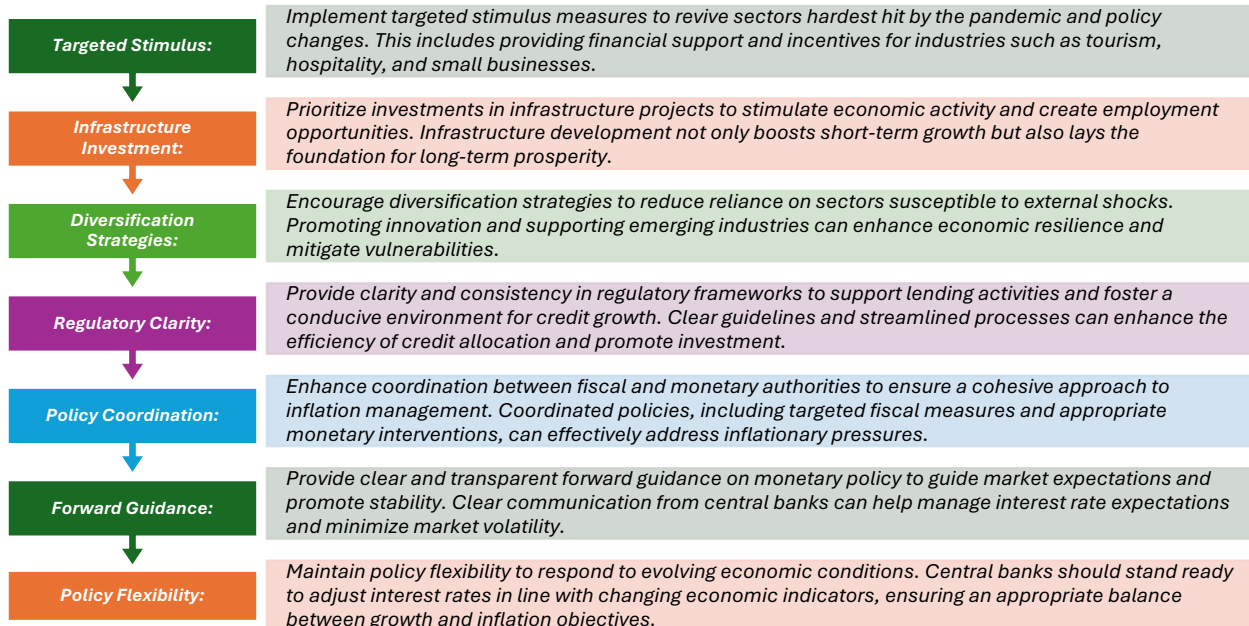 Targeted Stimulus:
Implement targeted stimulus measures to revive sectors hardest hit by the pandemic and policy
changes. This includes providing financial support and incentives for industries such as tourism,
hospitality, and small businesses.
Infrastructure
Investment:
Prioritize investments in infrastructure projects to stimulate economic activity and create employment
opportunities. Infrastructure development not only boosts short-term growth but also lays the
foundation for long-term prosperity.
Diversification
Strategies:
Encourage diversification strategies to reduce reliance on sectors susceptible to external shocks.
Promoting innovation and supporting emerging industries can enhance economic resilience and
mitigate vulnerabilities.
Regulatory Clarity:
Provide clarity and consistency in regulatory frameworks to support lending activities and foster a
conducive environment for credit growth. Clear guidelines and streamlined processes can enhance the
efficiency of credit allocation and promote investment.
Policy Coordination:
Enhance coordination between fiscal and monetary authorities to ensure a cohesive approach to
inflation management. Coordinated policies, including targeted fiscal measures and appropriate
monetary interventions, can effectively address inflationary pressures.
Forward Guidance:
Provide clear and transparent forward guidance on monetary policy to guide market expectations and
promote stability. Clear communication from central banks can help manage interest rate expectations
and minimize market volatility.
Policy Flexibility:
Maintain policy flexibility to respond to evolving economic conditions. Central banks should stand ready
to adjust interest rates in line with changing economic indicators, ensuring an appropriate balance
between growth and inflation objectives.